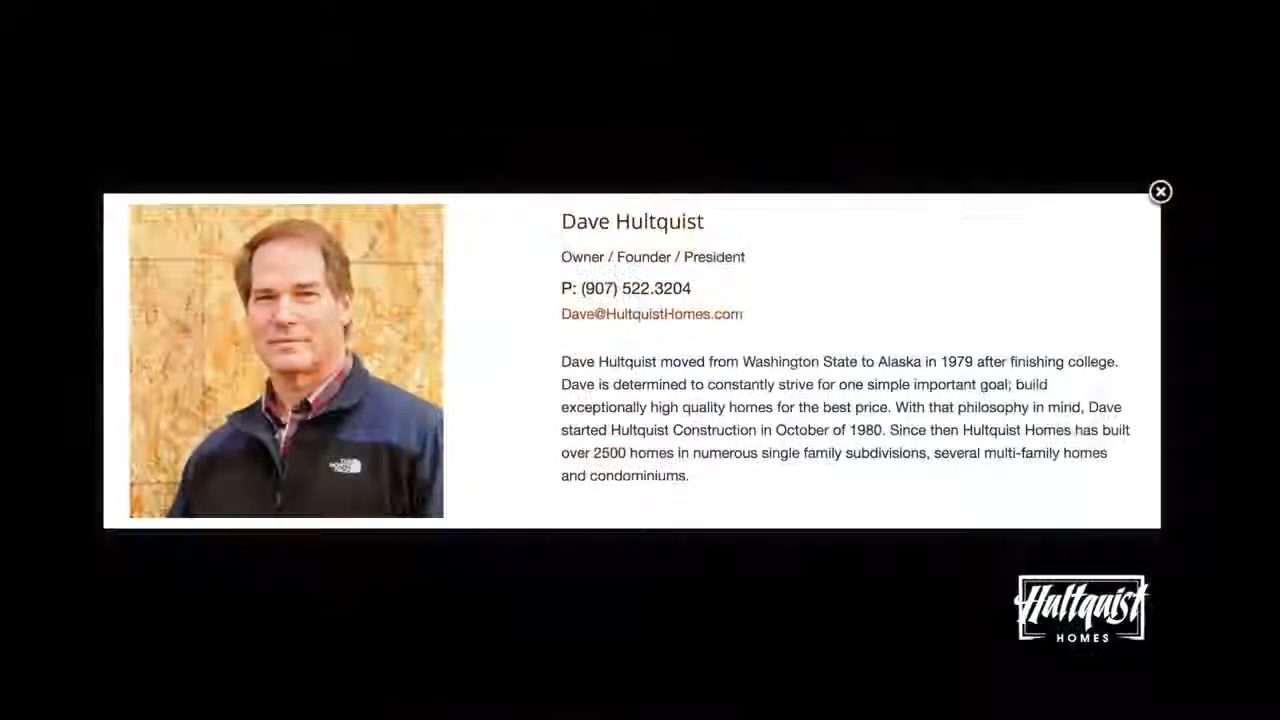 Dave Hultquist
Owner / Founder / President
P: (907) 522.3204
Dave@HultquistHomes.com
Dave Hultquist moved from Washington State to Alaska in 1979 after finishing college.
Dave is determined to constantly strive for one simple important goal; build
exceptionally high quality homes for the best price. With that philosophy in mind, Dave
started Hultquist Construction in October of 1980. Since then Hultquist Homes has built
over 2500 homes in numerous single family subdivisions, several multi-family homes
and condominiums.
THE
NORTH
FACE
Hultquist
HOMES